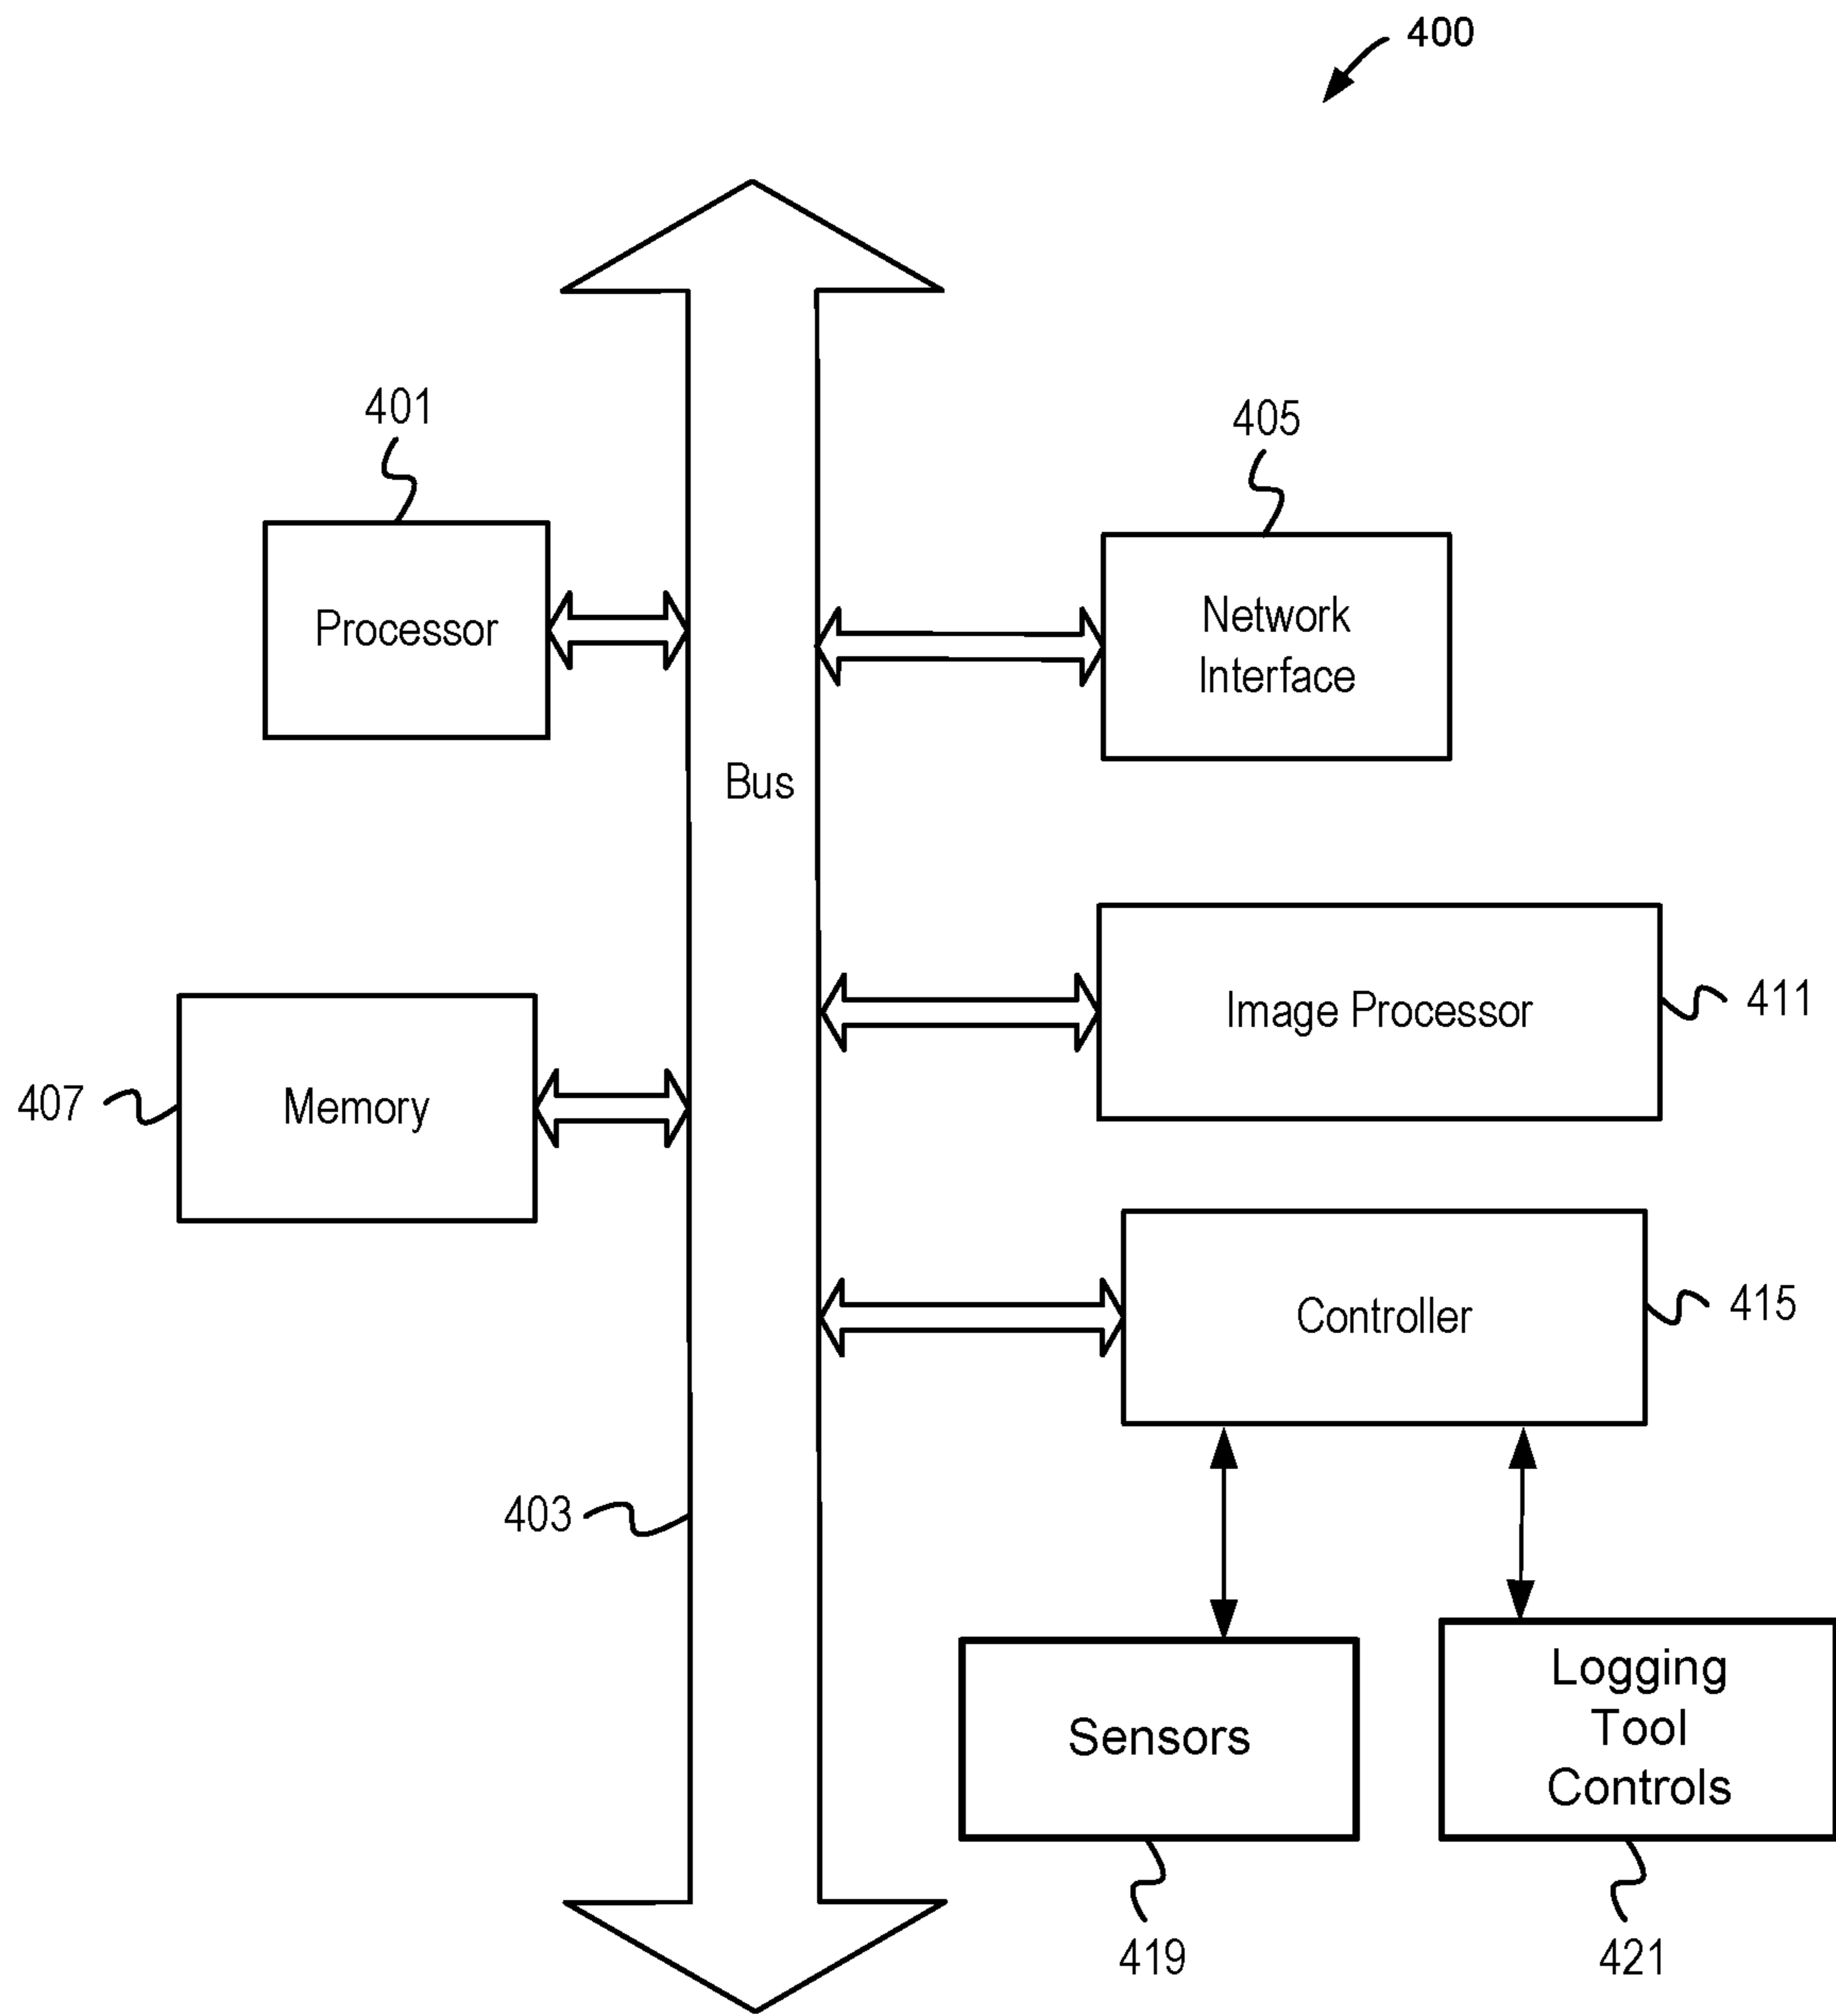 400
401
405
Processor
Network
Interface
Bus
Image Processor
411
407
Memory
Controller
415
403
Sensors
Logging
Tool
Controls
419
421